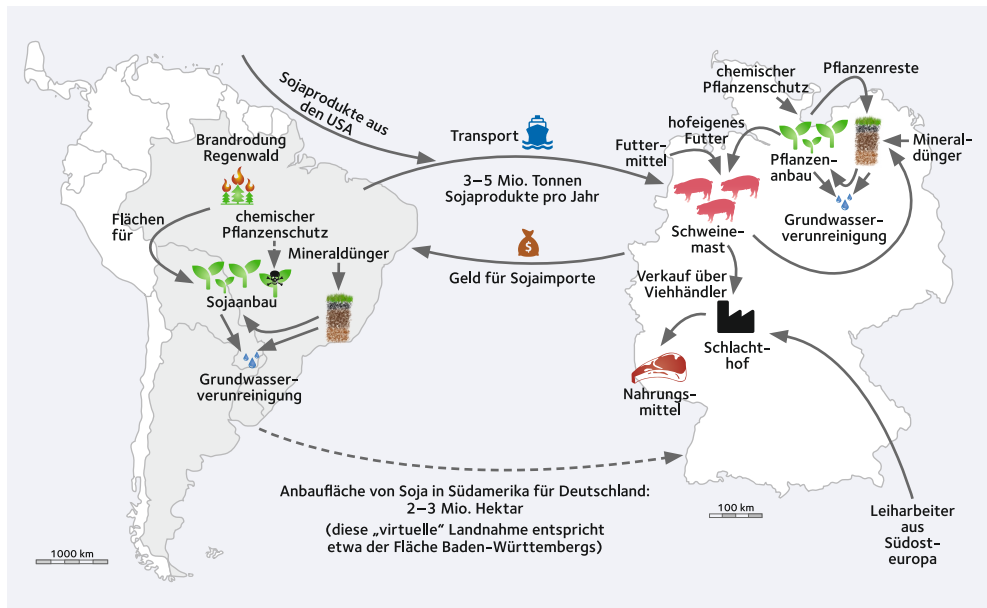 Sojaprodukte aus
den USA
Brandrodung
Regenwald
Flächen
für
chemischer
Pflanzenschutz
Mineraldünger
Sojaanbau
Grundwasser-
verunreinigung
1000 km
Transport
3–5 Mio. Tonnen
Sojaprodukte pro Jahr
$
Geld für Sojaimporte
Anbaufläche von Soja in Südamerika für Deutschland:
2–3 Mio. Hektar
(diese „virtuelle“ Landnahme entspricht
etwa der Fläche Baden-Württembergs)
chemischer
Pflanzenschutz
Pflanzenreste
hofeigenes
Futter
Futter-
mittel
Pflanzen-
anbau
Mineral-
dünger
Grundwasser-
verunreinigung
Schweine-
mast
Verkauf über
Viehhändler
Schlacht-
hof
Nahrungs-
mittel
100 km
Leiharbeiter
aus
Südost-
europa